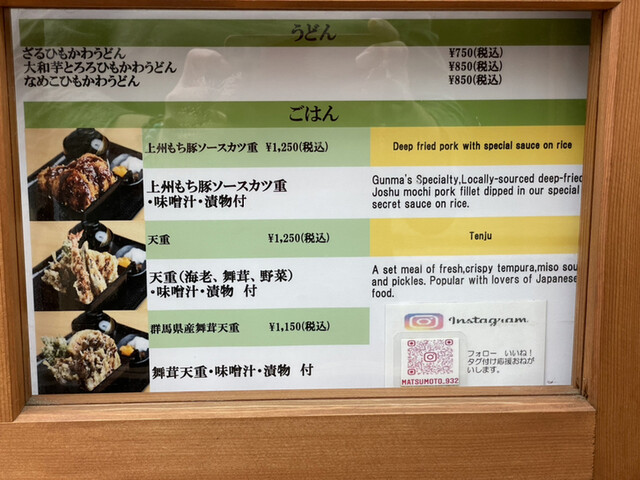 うどん
ざるひもかわうどん ¥750(税込)
大和芋とろろひもかわうどん ¥850(税込)
なめこひもかわうどん ¥850(税込)
ごはん
上州もち豚ソースカツ重 ¥1,250(税込)
Deep fried pork with special sauce on rice
上州もち豚ソースカツ重
・味噌汁・漬物付
Gunma's Specialty,Locally-sourced deep-fried
Joshu mochi pork fillet dipped in our special
secret sauce on rice.
天重 ¥1,250(税込)
Tenju
天重(海老、舞茸、野菜)
・味噌汁・漬物 付
A set meal of fresh,crispy tempura,miso sou
and pickles. Popular with lovers of Japanese
food.
群馬県産舞茸天重 ¥1,150(税込)
舞茸天重・味噌汁・漬物 付
Instagram
フォロー いいね!
タグ付け応援おねが
いします。
MATSUMOTO.932